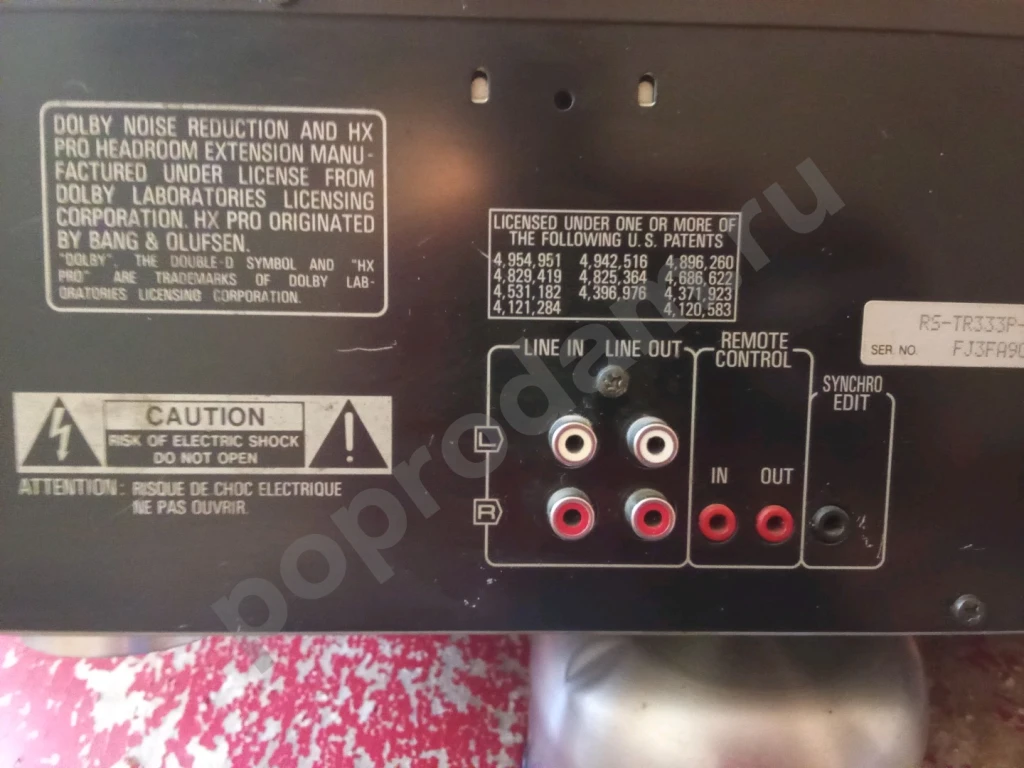 DOLBY NOISE REDUCTION AND HX
PRO HEADROOM EXTENSION MANU-
FACTURED UNDER LICENSE FROM
DOLBY LABORATORIES LICENSING
CORPORATION. HX PRO ORIGINATED
BY BANG & OLUFSEN.
"DOLBY", THE DOUBLE-D SYMBOL AND "HX
PRO" ARE TRADEMARKS OF DOLBY LAB-
ORATORIES LICENSING CORPORATION.
LICENSED UNDER ONE OR MORE OF
THE FOLLOWING U.S. PATENTS
4,954,951 4,942,516 4,896,260
4,829,419 4,825,364 4,686,622
4,531,182 4,396,976 4,371,923
4,121,284 4,120,583
RS-TR333P-
SER. NO. FJ3FA90
CAUTION
RISK OF ELECTRIC SHOCK
DO NOT OPEN
ATTENTION: RISQUE DE CHOC ELECTRIQUE
NE PAS OUVRIR.
LINE IN LINE OUT
L
R
REMOTE
CONTROL
IN OUT
SYNCHRO
EDIT
poprodam.ru